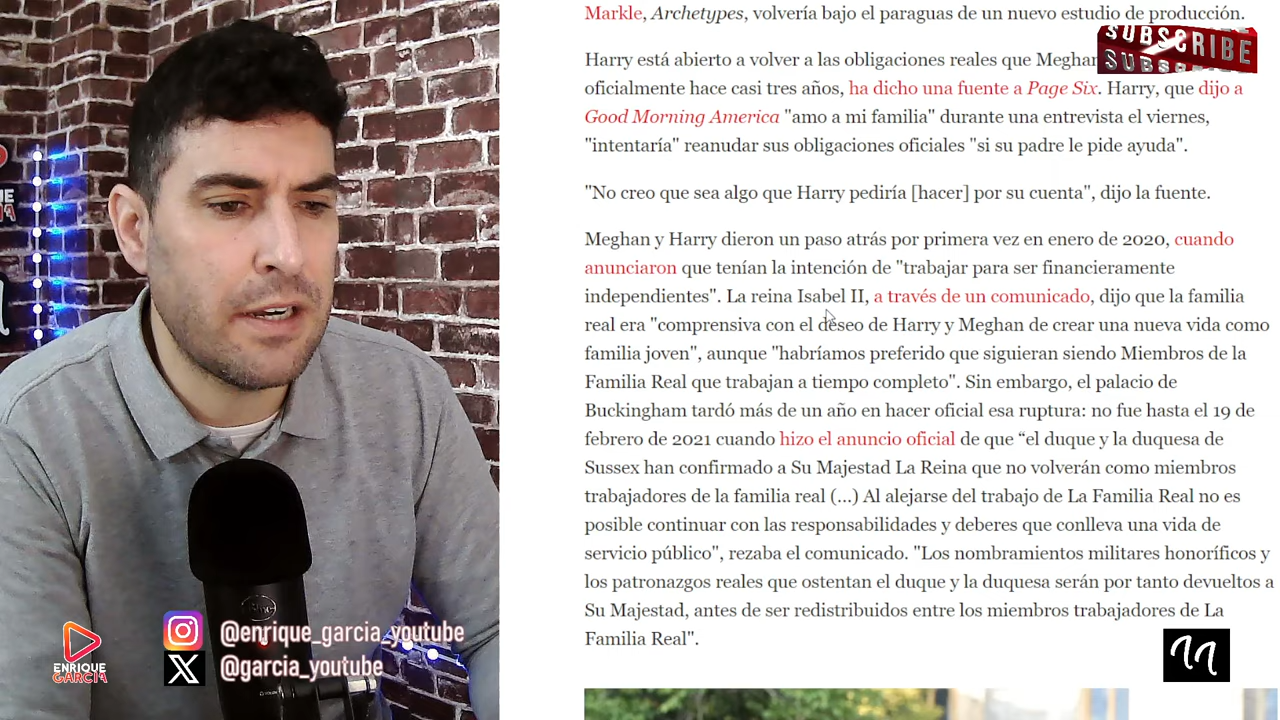 Markle, Archetypes, volvería bajo el paraguas de un nuevo estudio de producción.
Harry está abierto a volver a las obligaciones reales que Meghan
oficialmente hace casi tres años, ha dicho una fuente a Page Six. Harry, que dijo a
Good Morning America "amo a mi familia" durante una entrevista el viernes,
"intentaría" reanudar sus obligaciones oficiales "si su padre le pide ayuda".
"No creo que sea algo que Harry pediría [hacer] por su cuenta", dijo la fuente.
Meghan y Harry dieron un paso atrás por primera vez en enero de 2020, cuando
anunciaron que tenían la intención de "trabajar para ser financieramente
independientes". La reina Isabel II, a través de un comunicado, dijo que la familia
real era "comprensiva con el deseo de Harry y Meghan de crear una nueva vida como
familia joven", aunque "habríamos preferido que siguieran siendo Miembros de la
Familia Real que trabajan a tiempo completo". Sin embargo, el palacio de
Buckingham tardó más de un año en hacer oficial esa ruptura: no fue hasta el 19 de
febrero de 2021 cuando hizo el anuncio oficial de que “el duque y la duquesa de
Sussex han confirmado a Su Majestad La Reina que no volverán como miembros
trabajadores de la familia real (...) Al alejarse del trabajo de La Familia Real no es
posible continuar con las responsabilidades y deberes que conlleva una vida de
servicio público", rezaba el comunicado. "Los nombramientos militares honoríficos y
los patronazgos reales que ostentan el duque y la duquesa serán por tanto devueltos a
Su Majestad, antes de ser redistribuidos entre los miembros trabajadores de La
Familia Real".
SUBSCRIBE
ENRIQUE
GARCIA
@enrique_garcia_youtube
@garcia_youtube